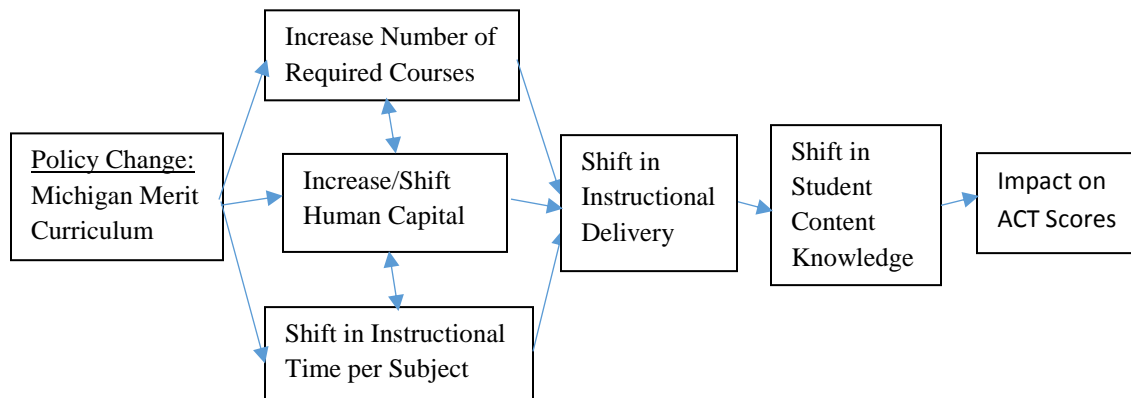 Policy Change:
Michigan Merit
Curriculum
Increase Number of
Required Courses
Increase/Shift
Human Capital
Shift in Instructional
Time per Subject
Shift in
Instructional
Delivery
Shift in
Student
Content
Knowledge
Impact on
ACT Scores